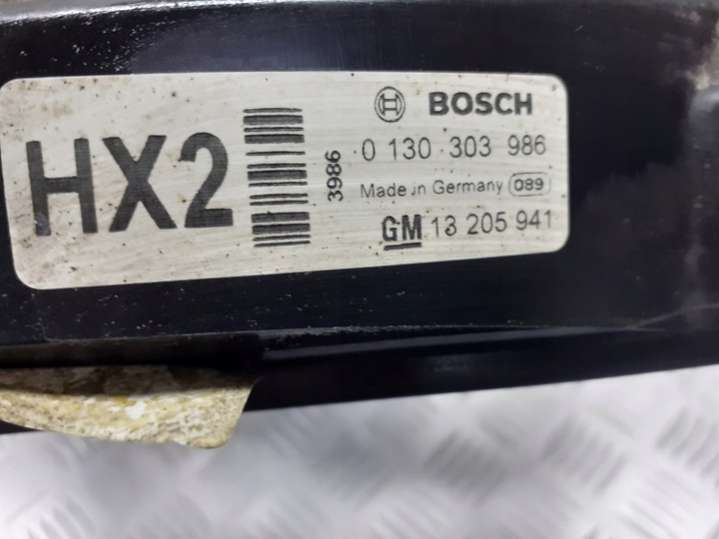 HX2
3986
BOSCH
0 130 303 986
Made in Germany 089
GM 13 205 941